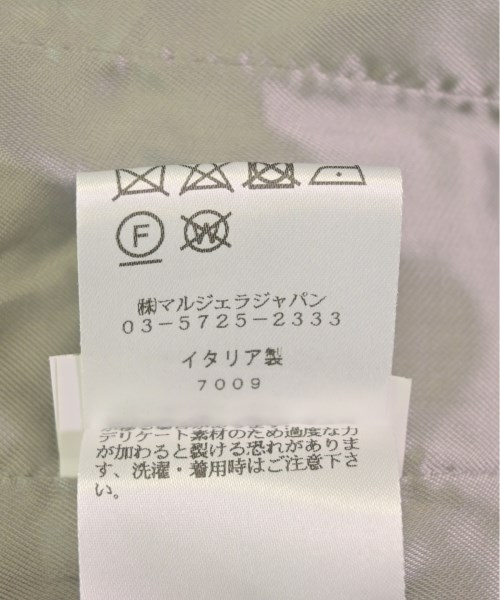 F
W
㈱マルジェラジャパン
03-5725-2333
イタリア製
7009
デリケート素材のため過度な力
が加わると裂ける恐れがありま
す、洗濯・着用時はご注意下さ
い。